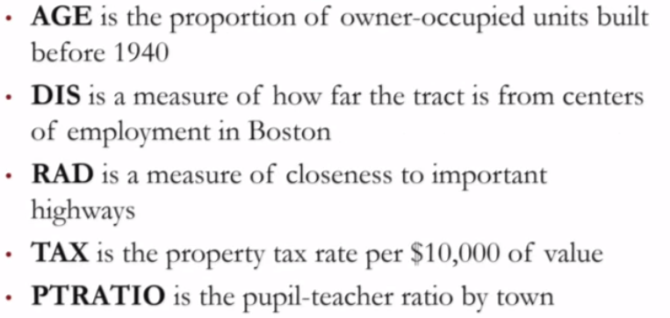 • AGE is the proportion of owner-occupied units built
before 1940
• DIS is a measure of how far the tract is from centers
of employment in Boston
• RAD is a measure of closeness to important
highways
• TAX is the property tax rate per $10,000 of value
• PTRATIO is the pupil-teacher ratio by town